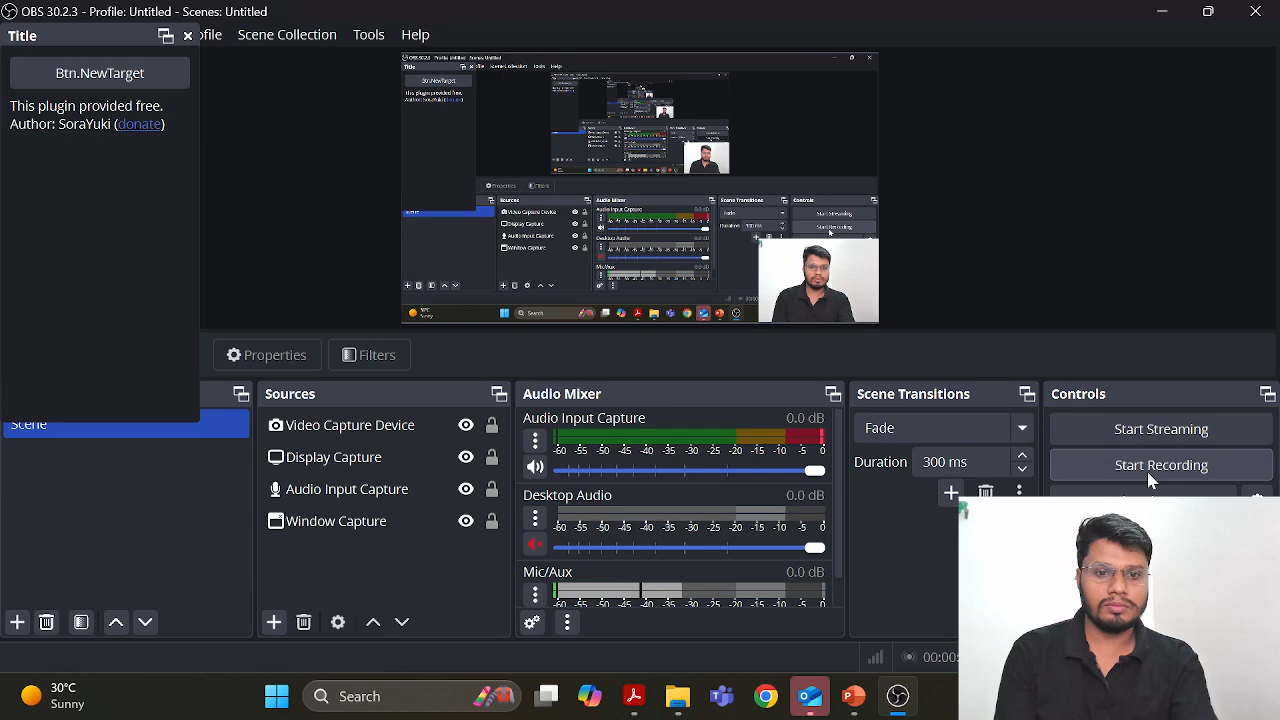 OBS 30.2.3 - Profile: Untitled - Scenes: Untitled
Title
ofile
Scene Collection
Tools
Help
Btn.NewTarget
This plugin provided free.
Author: SoraYuki (donate)
Properties
Filters
Scene
Sources
Video Capture Device
Display Capture
Audio Input Capture
Window Capture
Audio Mixer
Audio Input Capture 0.0 dB
-60 -55 -50 -45 -40 -35 -30 -25 -20 -15 -10 -5 0
Desktop Audio 0.0 dB
-60 -55 -50 -45 -40 -35 -30 -25 -20 -15 -10 -5 0
Mic/Aux 0.0 dB
-60 -55 -50 -45 -40 -35 -30 -25 -20 -15 -10 -5 0
Scene Transitions
Fade
Duration 300 ms
Controls
Start Streaming
Start Recording
00:00
30°C
Sunny
Search